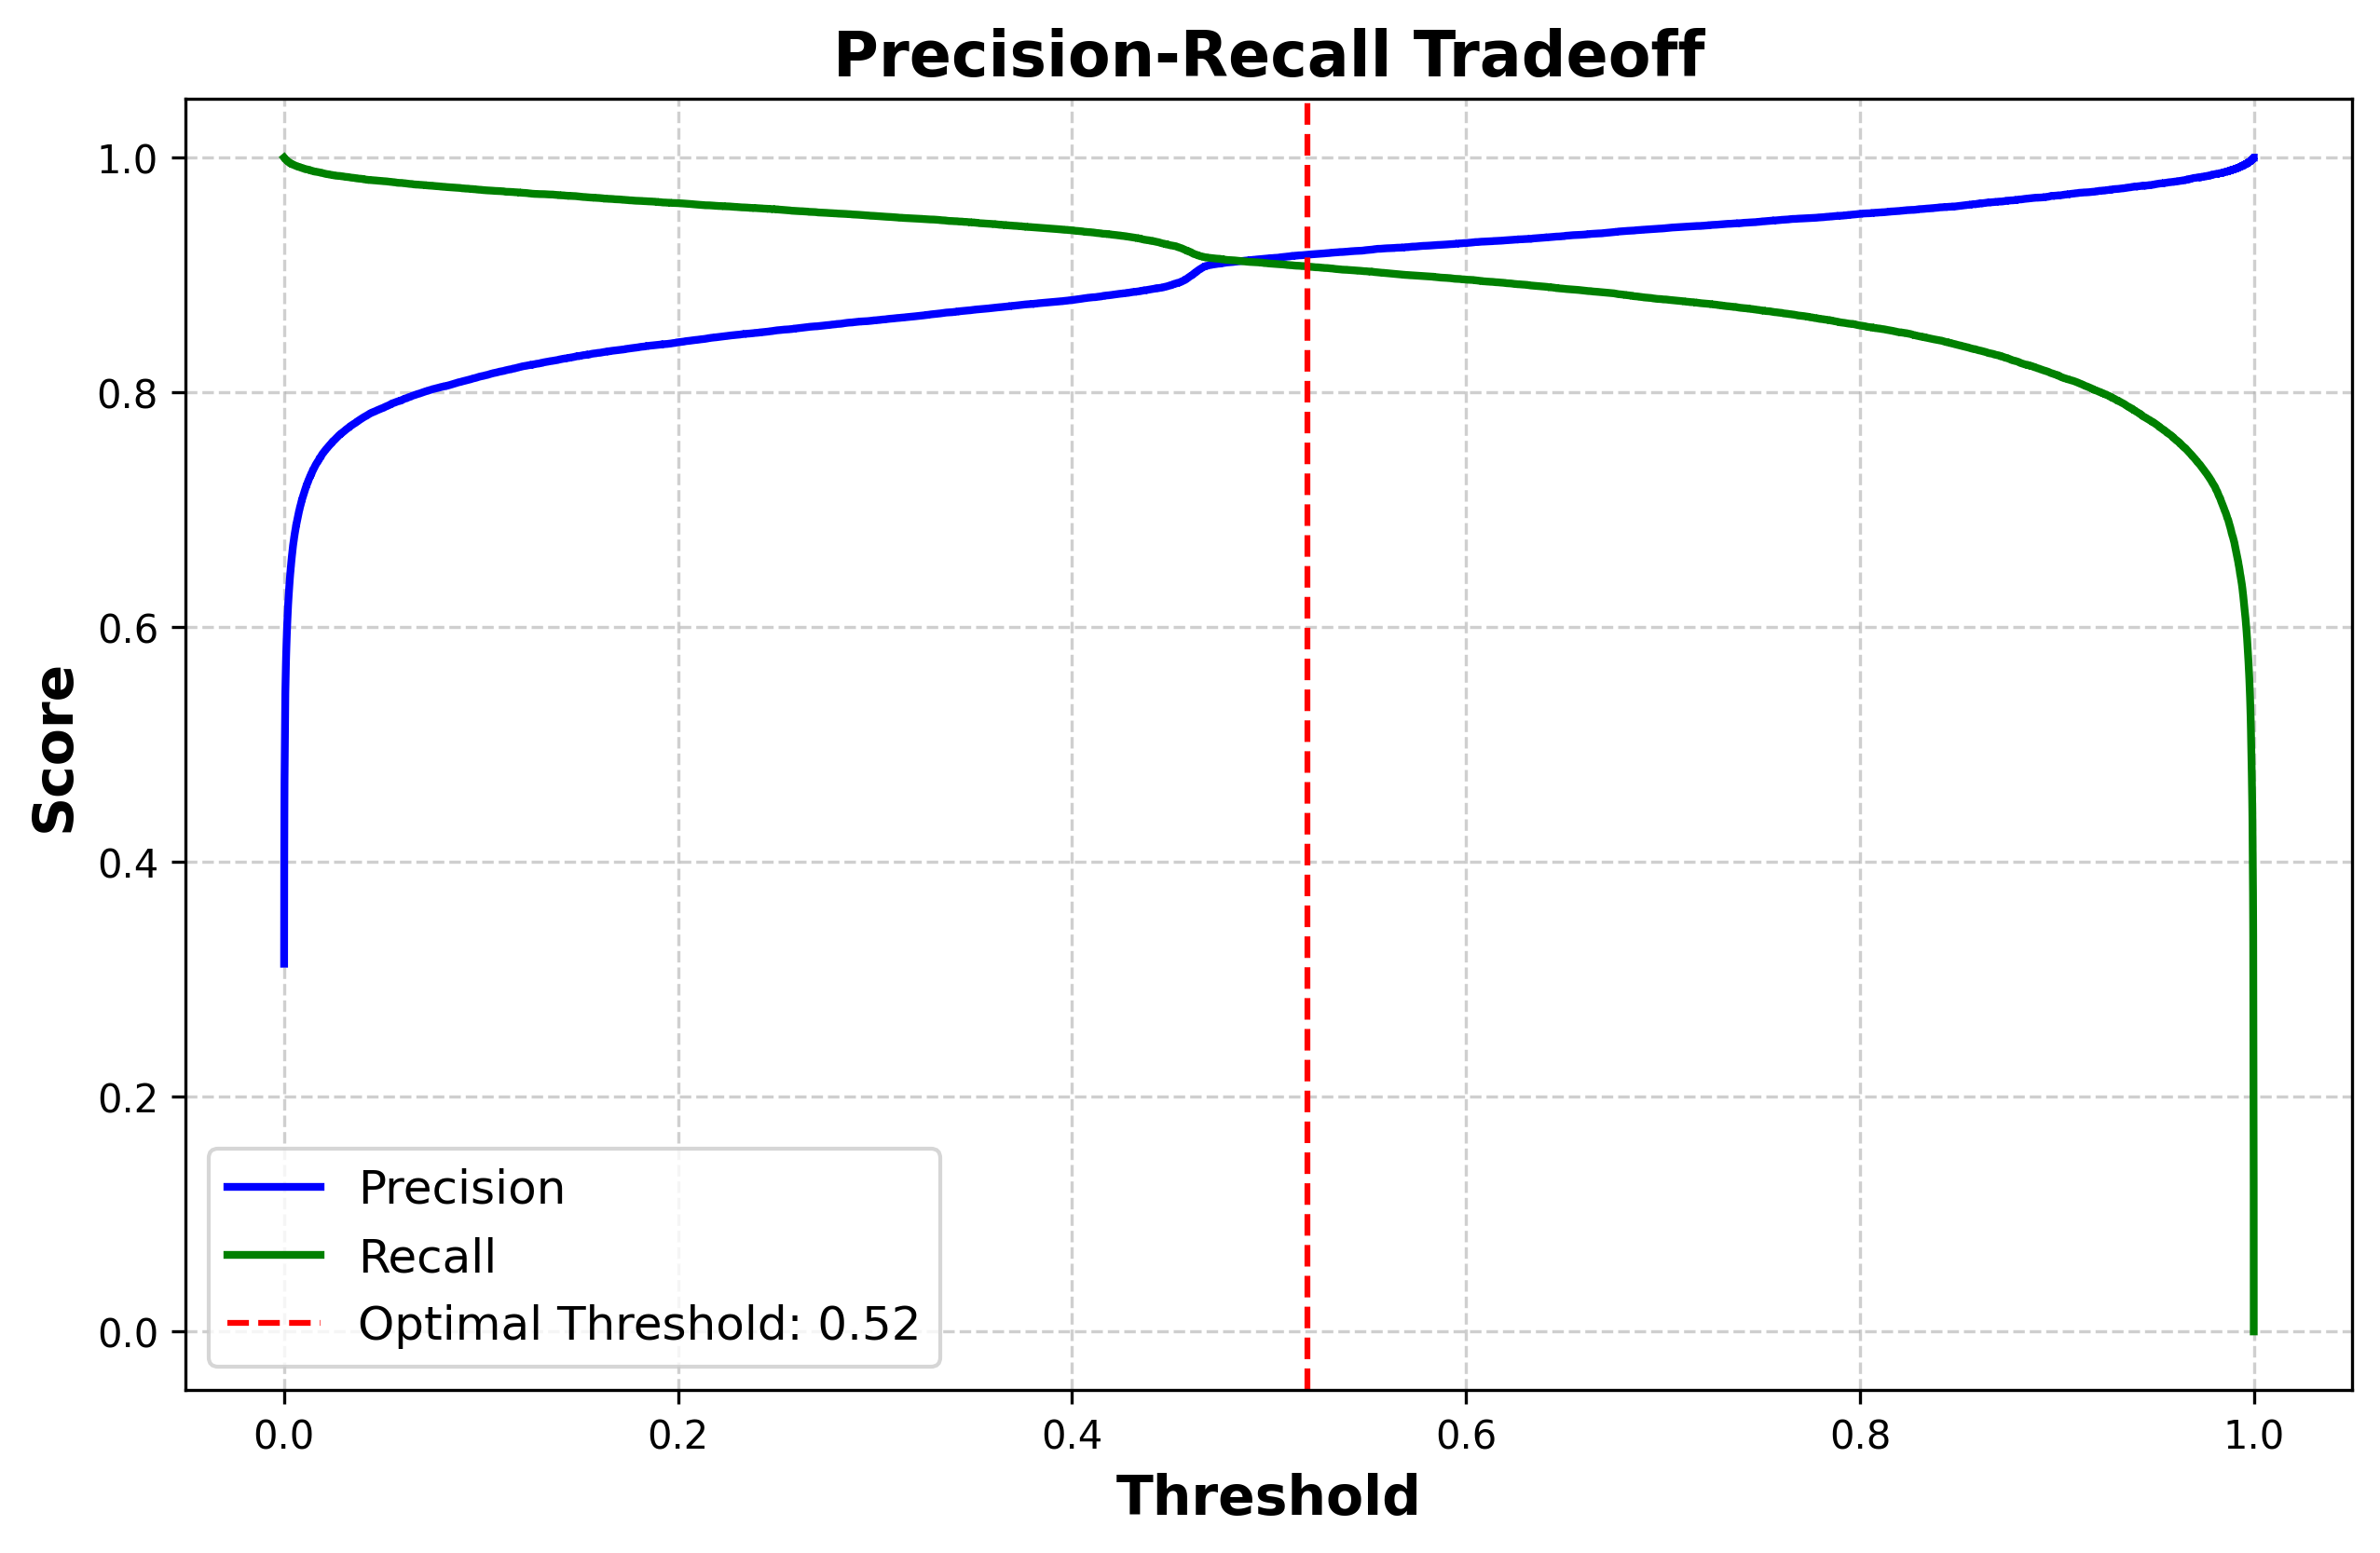 Precision-Recall Tradeoff
Score
1.0
0.8
0.6
0.4
0.2
0.0
Precision
Recall
Optimal Threshold: 0.52
0.0 0.2 0.4 0.6 0.8 1.0
Threshold